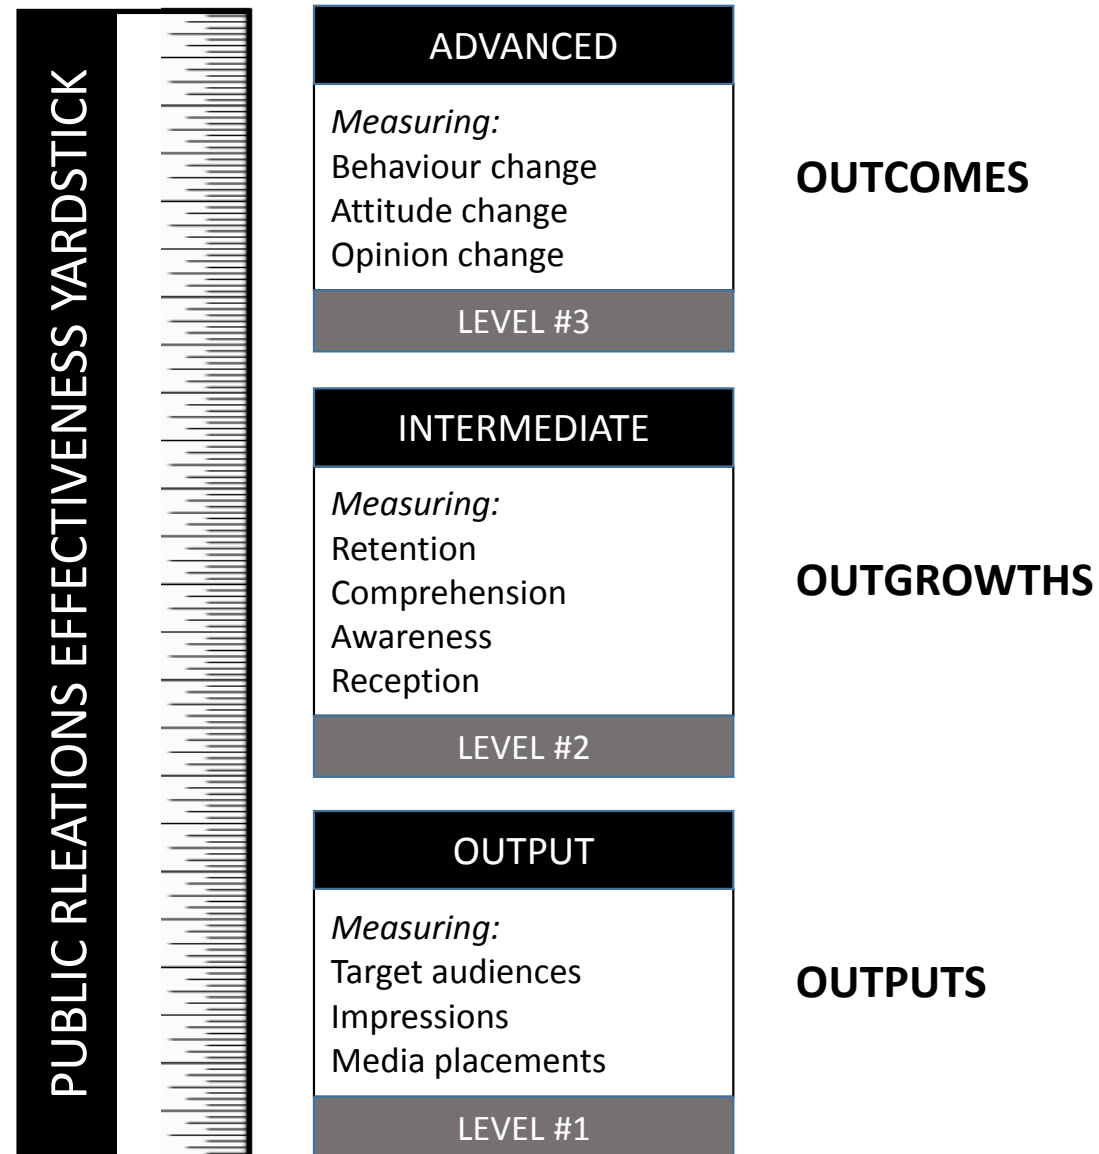 PUBLIC RLEATIONS EFFECTIVENESS YARDSTICK
ADVANCED
Measuring:
Behaviour change
Attitude change
Opinion change
LEVEL #3
OUTCOMES
INTERMEDIATE
Measuring:
Retention
Comprehension
Awareness
Reception
LEVEL #2
OUTGROWTHS
OUTPUT
Measuring:
Target audiences
Impressions
Media placements
LEVEL #1
OUTPUTS